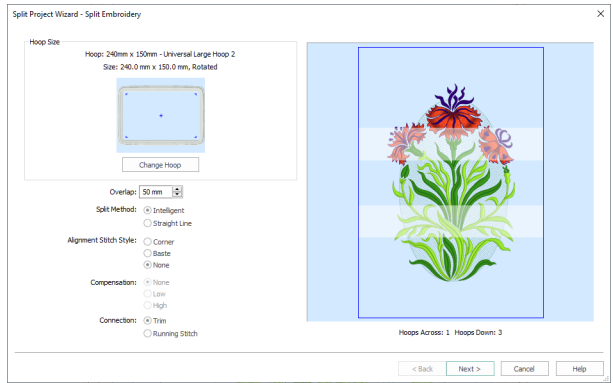 Split Project Wizard - Split Embroidery
Hoop Size
Hoop: 240mm x 150mm - Universal Large Hoop 2
Size: 240.0 mm x 150.0 mm, Rotated
Change Hoop
Overlap: 50 mm
Split Method: Intelligent
Straight Line
Alignment Stitch Style: Corner
Baste
None
Compensation: None
Low
High
Connection: Trim
Running Stitch
Hoops Across: 1 Hoops Down: 3
< Back Next > Cancel Help